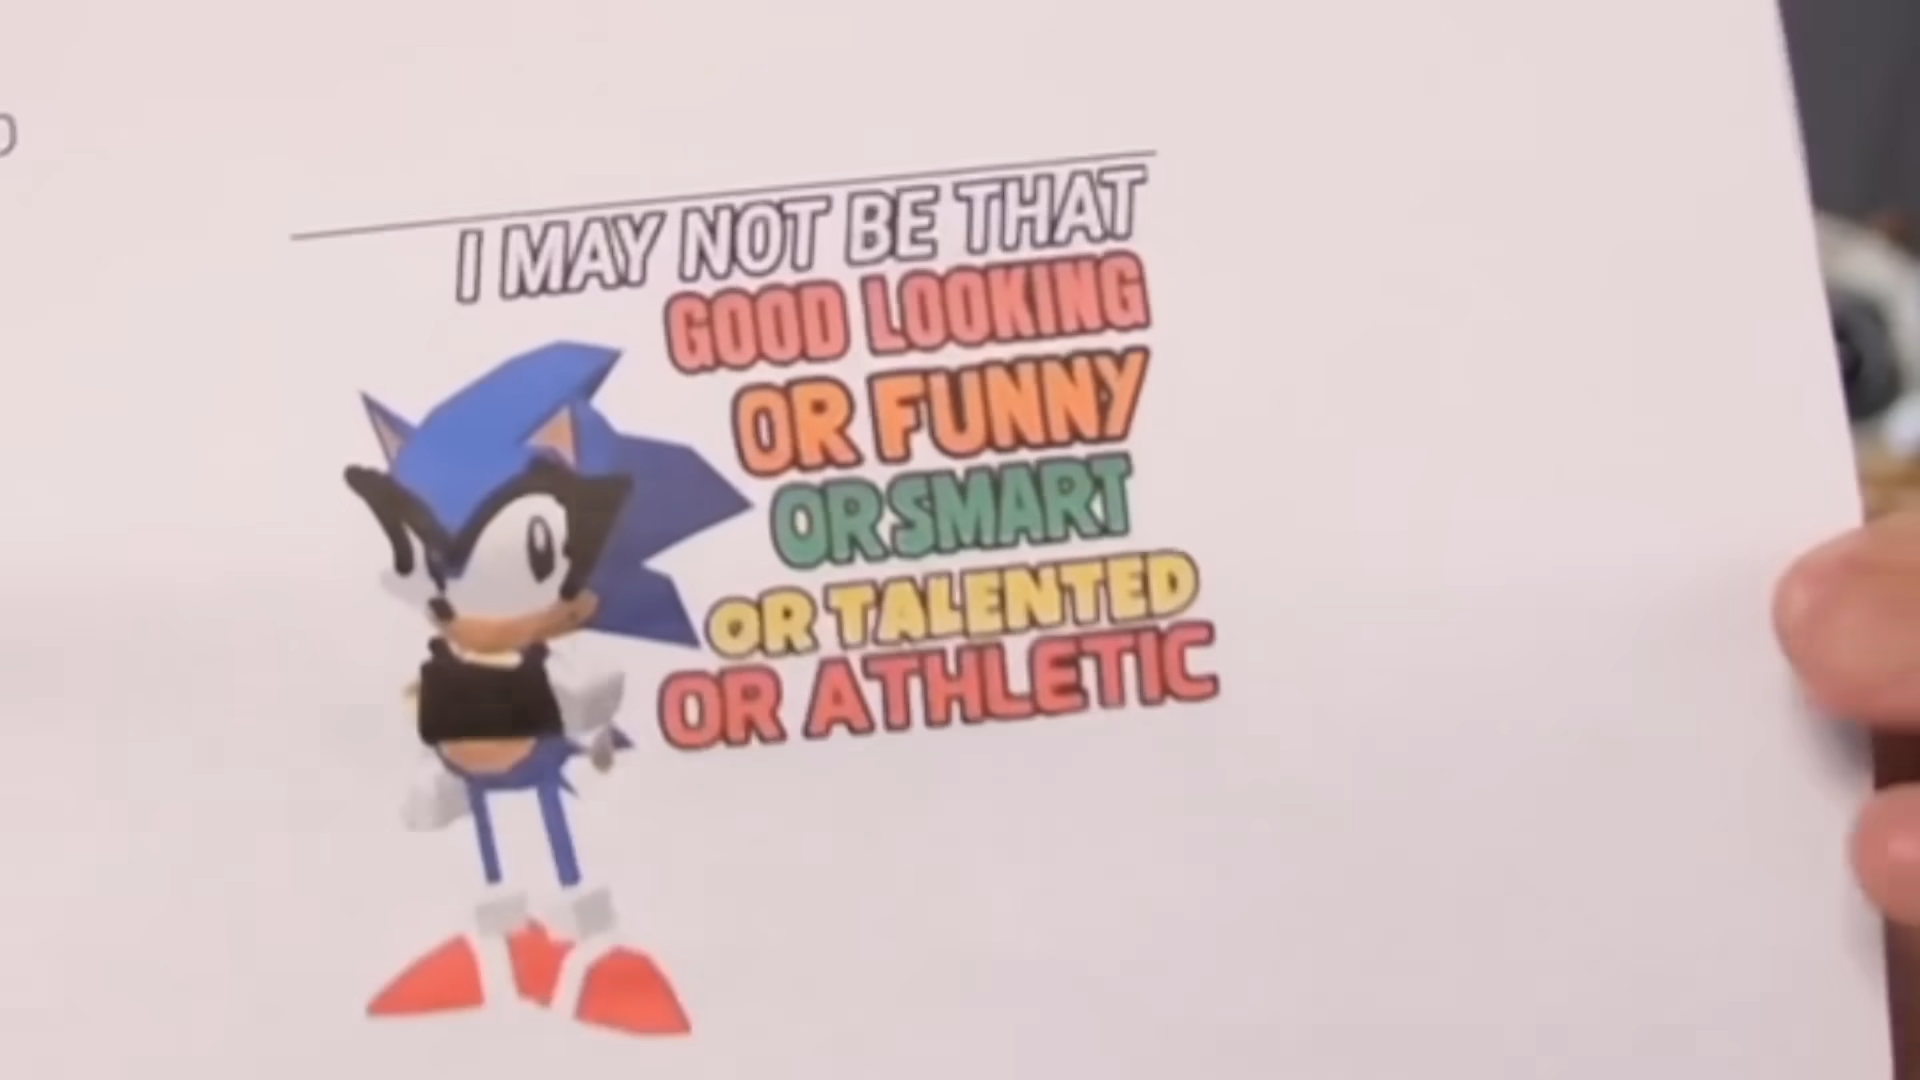 I MAY NOT BE THAT
GOOD LOOKING
OR FUNNY
OR SMART
OR TALENTED
OR ATHLETIC